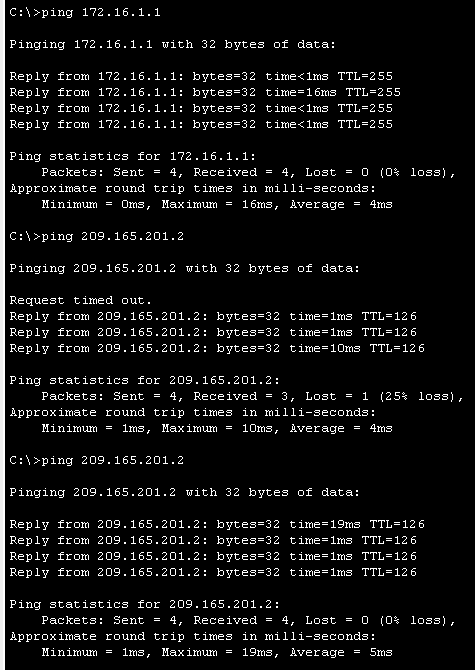 C:\>ping 172.16.1.1
Pinging 172.16.1.1 with 32 bytes of data:
Reply from 172.16.1.1: bytes=32 time<1ms TTL=255
Reply from 172.16.1.1: bytes=32 time=16ms TTL=255
Reply from 172.16.1.1: bytes=32 time<1ms TTL=255
Reply from 172.16.1.1: bytes=32 time<1ms TTL=255
Ping statistics for 172.16.1.1:
Packets: Sent = 4, Received = 4, Lost = 0 (0% loss),
Approximate round trip times in milli-seconds:
Minimum = 0ms, Maximum = 16ms, Average = 4ms
C:\>ping 209.165.201.2
Pinging 209.165.201.2 with 32 bytes of data:
Request timed out.
Reply from 209.165.201.2: bytes=32 time=1ms TTL=126
Reply from 209.165.201.2: bytes=32 time=1ms TTL=126
Reply from 209.165.201.2: bytes=32 time=10ms TTL=126
Ping statistics for 209.165.201.2:
Packets: Sent = 4, Received = 3, Lost = 1 (25% loss),
Approximate round trip times in milli-seconds:
Minimum = 1ms, Maximum = 10ms, Average = 4ms
C:\>ping 209.165.201.2
Pinging 209.165.201.2 with 32 bytes of data:
Reply from 209.165.201.2: bytes=32 time=19ms TTL=126
Reply from 209.165.201.2: bytes=32 time=1ms TTL=126
Reply from 209.165.201.2: bytes=32 time=1ms TTL=126
Reply from 209.165.201.2: bytes=32 time=1ms TTL=126
Ping statistics for 209.165.201.2:
Packets: Sent = 4, Received = 4, Lost = 0 (0% loss),
Approximate round trip times in milli-seconds:
Minimum = 1ms, Maximum = 19ms, Average = 5ms